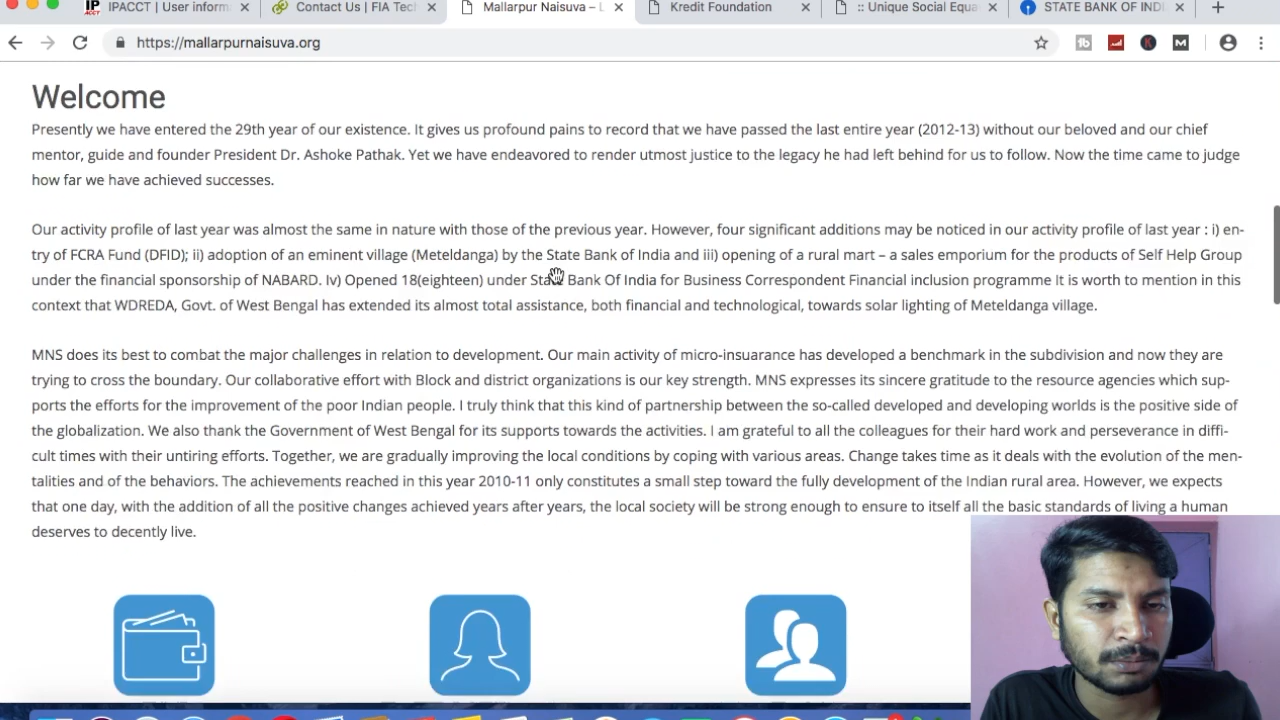 IPACCT | User inform
Contact Us | FIA Tech
Mallarpur Naisuva – L
Kredit Foundation
:: Unique Social Equa
STATE BANK OF INDI
https://mallarpurnaisuva.org
Welcome
Presently we have entered the 29th year of our existence. It gives us profound pains to record that we have passed the last entire year (2012-13) without our beloved and our chief
mentor, guide and founder President Dr. Ashoke Pathak. Yet we have endeavored to render utmost justice to the legacy he had left behind for us to follow. Now the time came to judge
how far we have achieved successes.
Our activity profile of last year was almost the same in nature with those of the previous year. However, four significant additions may be noticed in our activity profile of last year : i) en-
try of FCRA Fund (DFID); ii) adoption of an eminent village (Meteldanga) by the State Bank of India and iii) opening of a rural mart – a sales emporium for the products of Self Help Group
under the financial sponsorship of NABARD. Iv) Opened 18(eighteen) under State Bank Of India for Business Correspondent Financial inclusion programme It is worth to mention in this
context that WDREDA, Govt. of West Bengal has extended its almost total assistance, both financial and technological, towards solar lighting of Meteldanga village.
MNS does its best to combat the major challenges in relation to development. Our main activity of micro-insuarance has developed a benchmark in the subdivision and now they are
trying to cross the boundary. Our collaborative effort with Block and district organizations is our key strength. MNS expresses its sincere gratitude to the resource agencies which sup-
ports the efforts for the improvement of the poor Indian people. I truly think that this kind of partnership between the so-called developed and developing worlds is the positive side of
the globalization. We also thank the Government of West Bengal for its supports towards the activities. I am grateful to all the colleagues for their hard work and perseverance in diffi-
cult times with their untiring efforts. Together, we are gradually improving the local conditions by coping with various areas. Change takes time as it deals with the evolution of the men-
talities and of the behaviors. The achievements reached in this year 2010-11 only constitutes a small step toward the fully development of the Indian rural area. However, we expects
that one day, with the addition of all the positive changes achieved years after years, the local society will be strong enough to ensure to itself all the basic standards of living a human
deserves to decently live.